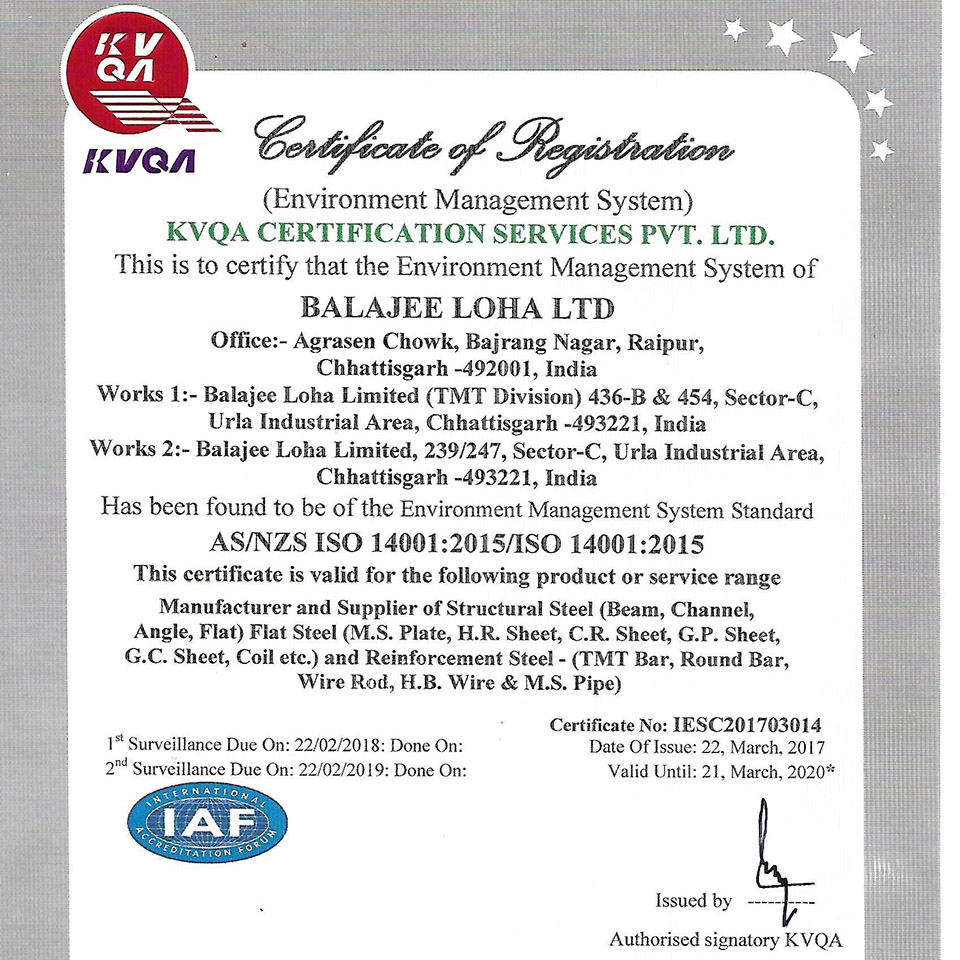 KV
QA
KVQA
Certificate of Registration
(Environment Management System)
KVQA CERTIFICATION SERVICES PVT. LTD.
This is to certify that the Environment Management System of
BALAJEE LOHA LTD
Office:- Agrasen Chowk, Bajrang Nagar, Raipur,
Chhattisgarh -492001, India
Works 1:- Balajee Loha Limited (TMT Division) 436-B & 454, Sector-C,
Urla Industrial Area, Chhattisgarh -493221, India
Works 2:- Balajee Loha Limited, 239/247, Sector-C, Urla Industrial Area,
Chhattisgarh -493221, India
Has been found to be of the Environment Management System Standard
AS/NZS ISO 14001:2015/ISO 14001:2015
This certificate is valid for the following product or service range
Manufacturer and Supplier of Structural Steel (Beam, Channel,
Angle, Flat) Flat Steel (M.S. Plate, H.R. Sheet, C.R. Sheet, G.P. Sheet,
G.C. Sheet, Coil etc.) and Reinforcement Steel - (TMT Bar, Round Bar,
Wire Rod, H.B. Wire & M.S. Pipe)
Certificate No: IESC201703014
1st Surveillance Due On: 22/02/2018: Done On:
Date Of Issue: 22, March, 2017
2nd Surveillance Due On: 22/02/2019: Done On:
Valid Until: 21, March, 2020*
INTERNATIONAL
IAF
ACCREDITATION FORUM
Issued by
Authorised signatory KVQA